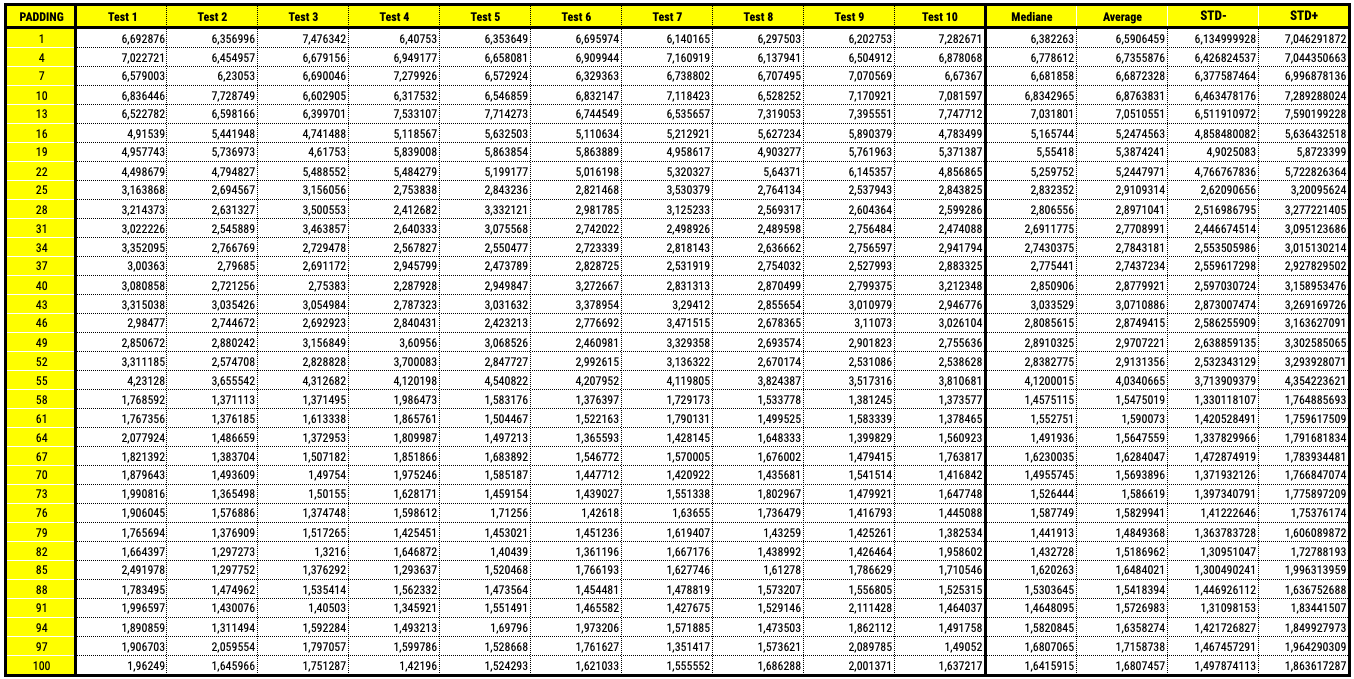 PADDING Test 1 Test 2 Test 3 Test 4 Test 5 Test 6 Test 7 Test 8 Test 9 Test 10 Mediane Average STD- STD+
1 6,692876 6,356996 7,476342 6,40753 6,353649 6,695974 6,140165 6,297503 6,202753 7,282671 6,382263 6,5906459 6,134999928 7,046291872
4 7,022721 6,454957 6,679156 6,949177 6,658081 6,909944 7,160919 6,137941 6,504912 6,878068 6,778612 6,7355876 6,426824537 7,044350663
7 6,579003 6,23053 6,690046 7,279926 6,572924 6,329363 6,738802 6,707495 7,070569 6,67367 6,681858 6,6872328 6,377587464 6,996878136
10 6,836446 7,728749 6,602905 6,317532 6,546859 6,832147 7,118423 6,528252 7,170921 7,081597 6,8342965 6,8763831 6,463478176 7,289288024
13 6,522782 6,598166 6,399701 7,533107 7,714273 6,744549 6,535657 7,319053 7,395551 7,747712 7,031801 7,0510551 6,511910972 7,590199228
16 4,91539 5,441948 4,741488 5,118567 5,632503 5,110634 5,212921 5,627234 5,890379 4,783499 5,165744 5,2474563 4,858480082 5,636432518
19 4,957743 5,736973 4,61753 5,839008 5,863854 5,863889 4,958617 4,903277 5,761963 5,371387 5,55418 5,3874241 4,9025083 5,8723399
22 4,498679 4,794827 5,488552 5,484279 5,199177 5,016198 5,320327 5,64371 6,145357 4,856865 5,259752 5,2447971 4,766767836 5,722826364
25 3,163868 2,694567 3,156056 2,753838 2,843236 2,821468 3,530379 2,764134 2,537943 2,843825 2,832352 2,9109314 2,62090656 3,20095624
28 3,214373 2,631327 3,500553 2,412682 3,332121 2,981785 3,125233 2,569317 2,604364 2,599286 2,806556 2,8971041 2,516986795 3,277221405
31 3,022226 2,545889 3,463857 2,640333 3,075568 2,742022 2,498926 2,489598 2,756484 2,474088 2,6911775 2,7708991 2,446674514 3,095123686
34 3,352095 2,766769 2,729478 2,567827 2,550477 2,723339 2,818143 2,636662 2,756597 2,941794 2,7430375 2,7843181 2,553505986 3,015130214
37 3,00363 2,79685 2,691172 2,945799 2,473789 2,828725 2,531919 2,754032 2,527993 2,883325 2,775441 2,7437234 2,559617298 2,927829502
40 3,080858 2,721256 2,75383 2,287928 2,949847 3,272667 2,831313 2,870499 2,799375 3,212348 2,850906 2,8779921 2,597030724 3,158953476
43 3,315038 3,035426 3,054984 2,787323 3,031632 3,378954 3,29412 2,855654 3,010979 2,946776 3,033529 3,0710886 2,873007474 3,269169726
46 2,98477 2,744672 2,692923 2,840431 2,423213 2,776692 3,471515 2,678365 3,11073 3,026104 2,8085615 2,8749415 2,586255909 3,163627091
49 2,850672 2,880242 3,156849 3,60956 3,068526 2,460981 3,329358 2,693574 2,901823 2,755636 2,8910325 2,9707221 2,638859135 3,302585065
52 3,311185 2,574708 2,828828 3,700083 2,847727 2,992615 3,136322 2,670174 2,531086 2,538628 2,8382775 2,9131356 2,532343129 3,293928071
55 4,23128 3,655542 4,312682 4,120198 4,540822 4,207952 4,119805 3,824387 3,517316 3,810681 4,1200015 4,0340665 3,713909379 4,354223621
58 1,768592 1,371113 1,371495 1,986473 1,583176 1,376397 1,729173 1,533778 1,381245 1,373577 1,4575115 1,5475019 1,330118107 1,764885693
61 1,767356 1,376185 1,613338 1,865761 1,504467 1,522163 1,790131 1,499525 1,583339 1,378465 1,552751 1,590073 1,420528491 1,759617509
64 2,077924 1,486659 1,372953 1,809987 1,497213 1,365593 1,428145 1,648333 1,399829 1,560923 1,491936 1,5647559 1,337829966 1,791681834
67 1,821392 1,383704 1,507182 1,851866 1,683892 1,546772 1,570005 1,676002 1,479415 1,763817 1,6230035 1,6284047 1,472874919 1,783934481
70 1,879643 1,493609 1,49754 1,975246 1,585187 1,447712 1,420922 1,435681 1,541514 1,416842 1,4955745 1,5693896 1,371932126 1,766847074
73 1,990816 1,365498 1,50155 1,628171 1,459154 1,439027 1,551338 1,802967 1,479921 1,647748 1,526444 1,586619 1,397340791 1,775897209
76 1,906045 1,576886 1,374748 1,598612 1,71256 1,42618 1,63655 1,736479 1,416793 1,445088 1,587749 1,5829941 1,41222646 1,75376174
79 1,765694 1,376909 1,517265 1,425451 1,453021 1,451236 1,619407 1,43259 1,425261 1,382534 1,441913 1,4849368 1,363783728 1,606089872
82 1,664397 1,297273 1,3216 1,646872 1,40439 1,361196 1,667176 1,438992 1,426464 1,958602 1,432728 1,5186962 1,30951047 1,72788193
85 2,491978 1,297752 1,376292 1,293637 1,520468 1,766193 1,627746 1,61278 1,786629 1,710546 1,620263 1,6484021 1,300490241 1,996313959
88 1,783495 1,474962 1,535414 1,562332 1,473564 1,454481 1,478819 1,573207 1,556805 1,525315 1,5303645 1,5418394 1,446926112 1,636752688
91 1,996597 1,430076 1,40503 1,345921 1,551491 1,465582 1,427675 1,529146 2,111428 1,464037 1,4648095 1,5726983 1,31098153 1,83441507
94 1,890859 1,311494 1,592284 1,493213 1,69796 1,973206 1,571885 1,473503 1,862112 1,491758 1,5820845 1,6358274 1,421726827 1,849927973
97 1,906703 2,059554 1,797057 1,599786 1,528668 1,761627 1,351417 1,573621 2,089785 1,49052 1,6807065 1,7158738 1,467457291 1,964290309
100 1,96249 1,645966 1,751287 1,42196 1,524293 1,621033 1,555552 1,686288 2,001371 1,637217 1,6415915 1,6807457 1,497874113 1,863617287